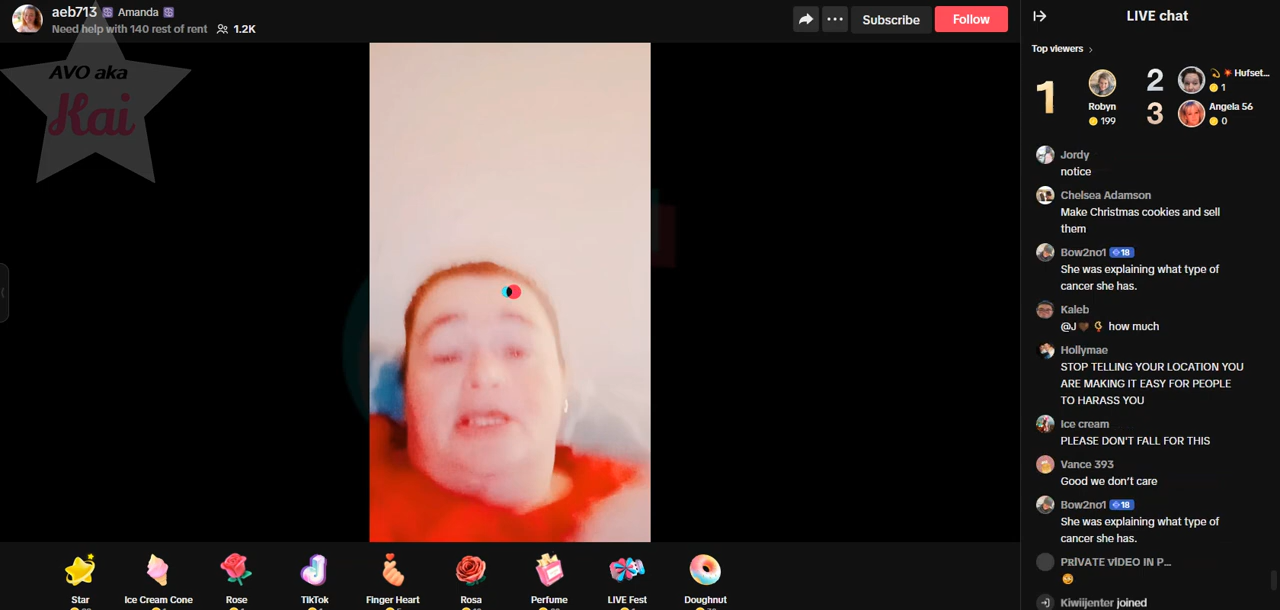 aeb713 Amanda
Need help with 140 rest of rent 1.2K
Subscribe
Follow
AVO aka
Kai
LIVE chat
Top viewers
1
Robyn
199
2
Hufset...
1
3
Angela 56
0
Jordy
notice
Chelsea Adamson
Make Christmas cookies and sell
them
Bow2no1 18
She was explaining what type of
cancer she has.
Kaleb
@J🤎 how much
Hollymae
STOP TELLING YOUR LOCATION YOU
ARE MAKING IT EASY FOR PEOPLE
TO HARASS YOU
Ice cream
PLEASE DON'T FALL FOR THIS
Vance 393
Good we don't care
Bow2no1 18
She was explaining what type of
cancer she has.
PRIVATE VIDEO IN P...
Kwiijenter joined
Star
Ice Cream Cone
Rose
TikTok
Finger Heart
Rosa
Perfume
LIVE Fest
Doughnut